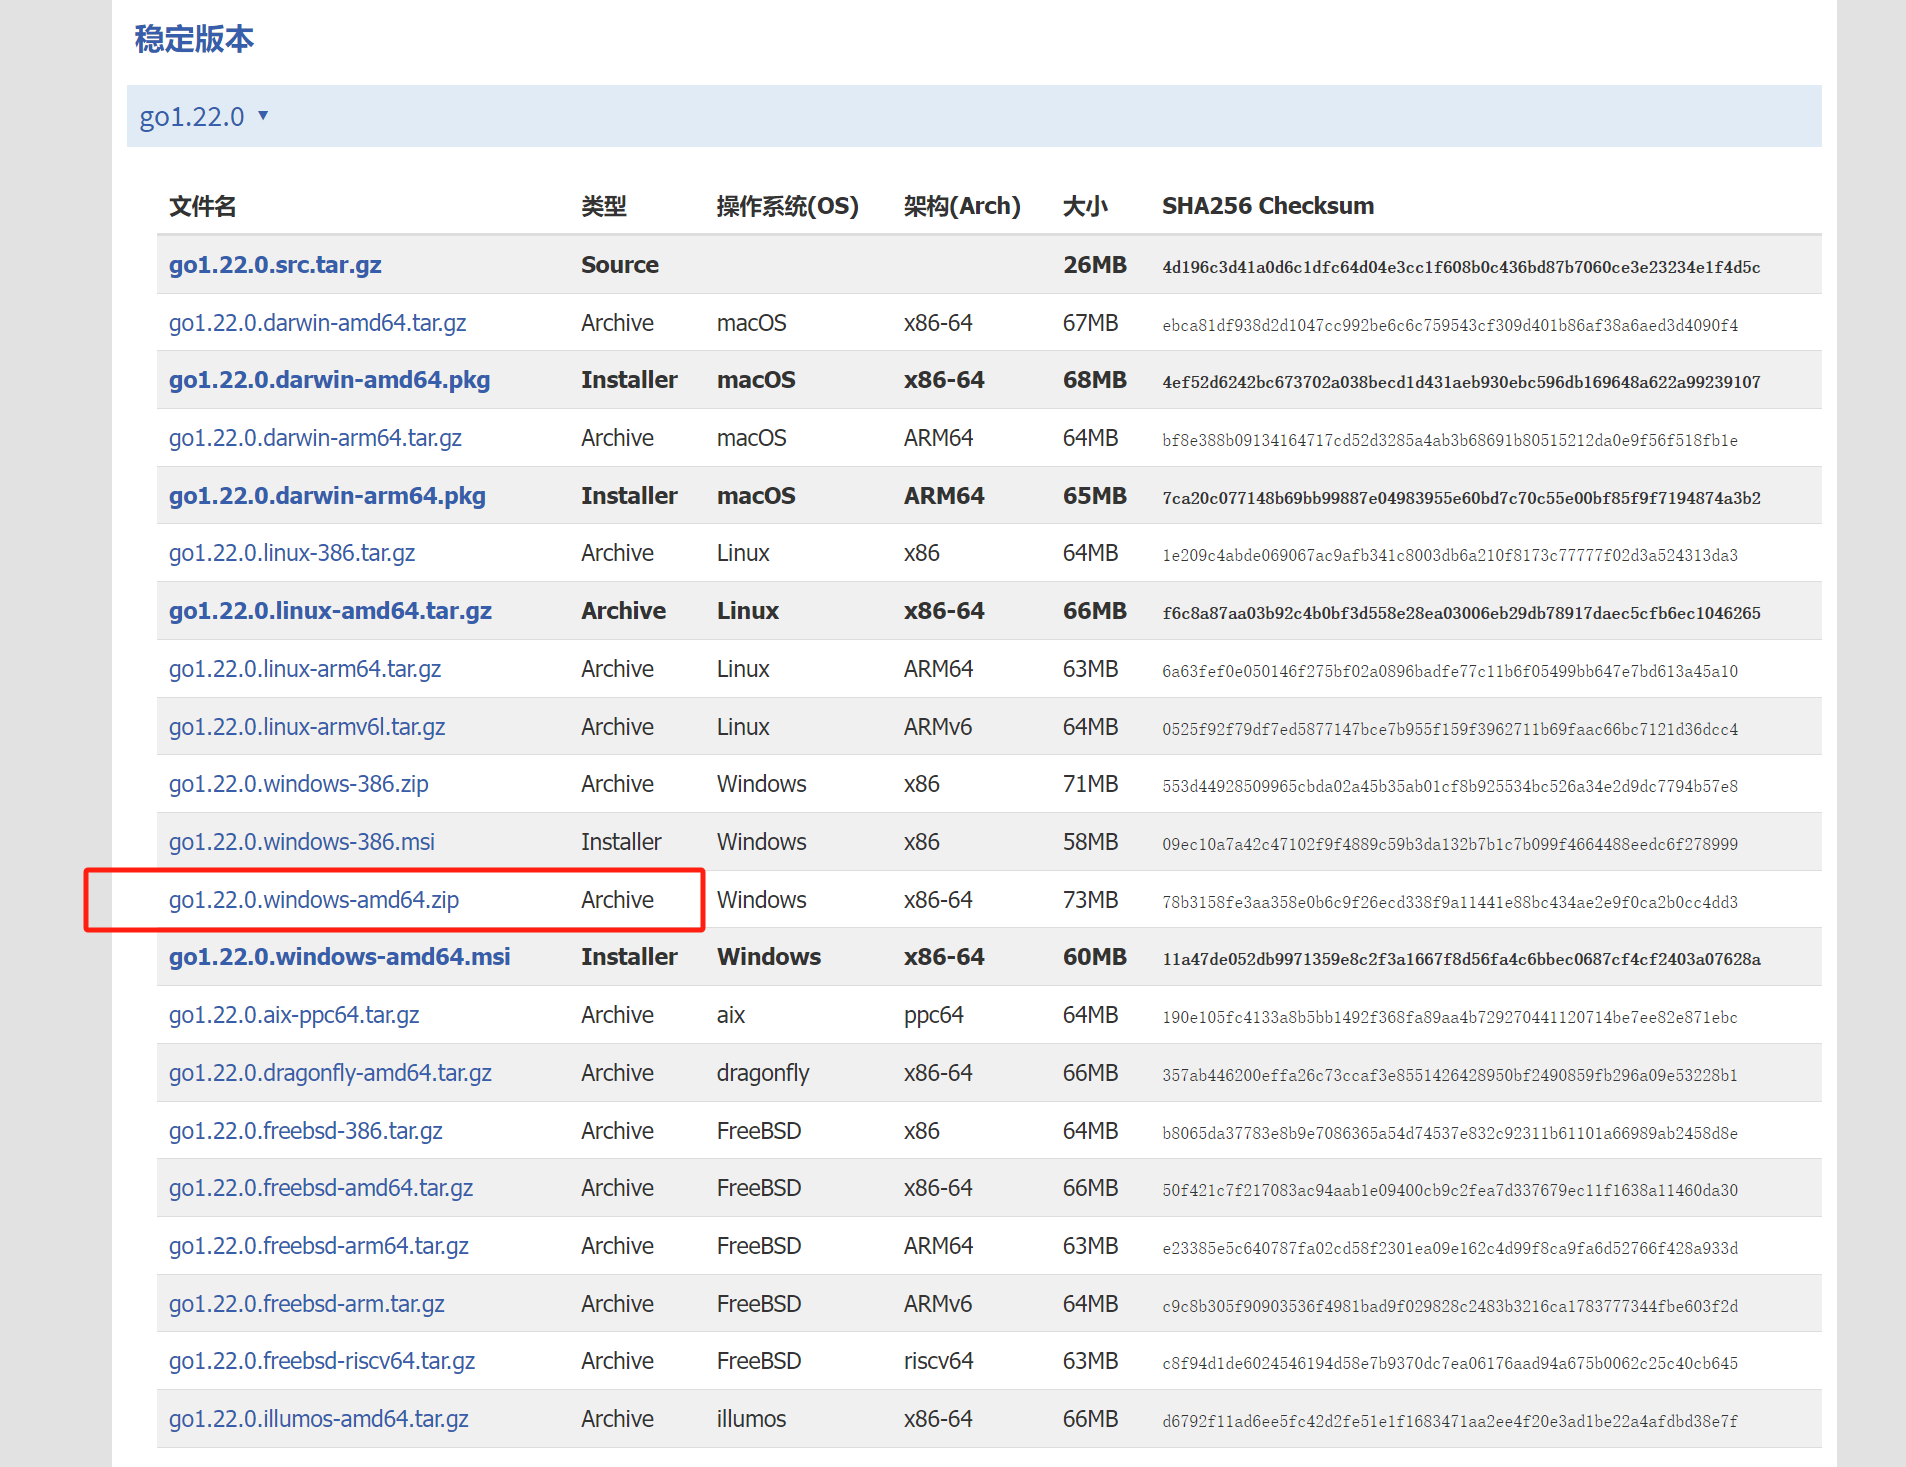 稳定版本
go1.22.0 ▾
文件名 类型 操作系统(OS) 架构(Arch) 大小 SHA256 Checksum
go1.22.0.src.tar.gz Source 26MB 4d196c3d41a0d6c1dfc64d04e3cc1f608b0c436bd87b7060ce3e23234e1f4d5c
go1.22.0.darwin-amd64.tar.gz Archive macOS x86-64 67MB ebca81df938d2d1047cc992be6c6c759543cf309d401b86af38a6aed3d4090f4
go1.22.0.darwin-amd64.pkg Installer macOS x86-64 68MB 4ef52d6242bc673702a038becd1d431aeb930ebc596db169648a622a99239107
go1.22.0.darwin-arm64.tar.gz Archive macOS ARM64 64MB bf8e388b09134164717cd52d3285a4ab3b68691b80515212da0e9f56f518fb1e
go1.22.0.darwin-arm64.pkg Installer macOS ARM64 65MB 7ca20c077148b69bb99887e04983955e60bd7c70c55e00bf85f9f7194874a3b2
go1.22.0.linux-386.tar.gz Archive Linux x86 64MB 1e209c4abde069067ac9afb341c8003db6a210f8173c77777f02d3a524313da3
go1.22.0.linux-amd64.tar.gz Archive Linux x86-64 66MB f6c8a87aa03b92c4b0bf3d558e28ea03006eb29db78917daec5cfb6ec1046265
go1.22.0.linux-arm64.tar.gz Archive Linux ARM64 63MB 6a63fef0e050146f275bf02a0896badfe77c11b6f05499bb647e7bd613a45a10
go1.22.0.linux-armv6l.tar.gz Archive Linux ARMv6 64MB 0525f92f79df7ed5877147bce7b955f159f3962711b69faac66bc7121d36dcc4
go1.22.0.windows-386.zip Archive Windows x86 71MB 553d44928509965cbda02a45b35ab01cf8b925534bc526a34e2d9dc7794b57e8
go1.22.0.windows-386.msi Installer Windows x86 58MB 09ec10a7a42c47102f9f4889c59b3da132b7b1c7b099f4664488eedc6f278999
go1.22.0.windows-amd64.zip Archive Windows x86-64 73MB 78b3158fe3aa358e0b6c9f26ecd338f9a11441e88bc434ae2e9f0ca2b0cc4dd3
go1.22.0.windows-amd64.msi Installer Windows x86-64 60MB 11a47de052db9971359e8c2f3a1667f8d56fa4c6bbec0687cf4cf2403a07628a
go1.22.0.aix-ppc64.tar.gz Archive aix ppc64 64MB 190e105fc4133a8b5bb1492f368fa89aa4b729270441120714be7ee82e871ebc
go1.22.0.dragonfly-amd64.tar.gz Archive dragonfly x86-64 66MB 357ab446200effa26c73ccaf3e8551426428950bf2490859fb296a09e53228b1
go1.22.0.freebsd-386.tar.gz Archive FreeBSD x86 64MB b8065da37783e8b9e7086365a54d74537e832c92311b61101a66989ab2458d8e
go1.22.0.freebsd-amd64.tar.gz Archive FreeBSD x86-64 66MB 50f421c7f217083ac94aab1e09400cb9c2fea7d337679ec11f1638a11460da30
go1.22.0.freebsd-arm64.tar.gz Archive FreeBSD ARM64 63MB e23385e5c640787fa02cd58f2301ea09e162c4d99f8ca9fa6d52766f428a933d
go1.22.0.freebsd-arm.tar.gz Archive FreeBSD ARMv6 64MB c9c8b305f90903536f4981bad9f029828c2483b3216ca1783777344fbe603f2d
go1.22.0.freebsd-riscv64.tar.gz Archive FreeBSD riscv64 63MB c8f94d1de6024546194d58e7b9370dc7ea06176aad94a675b0062c25c40cb645
go1.22.0.illumos-amd64.tar.gz Archive illumos x86-64 66MB d6792f11ad6ee5fc42d2fe51e1f1683471aa2ee4f20e3ad1be22a4afdbd38e7f